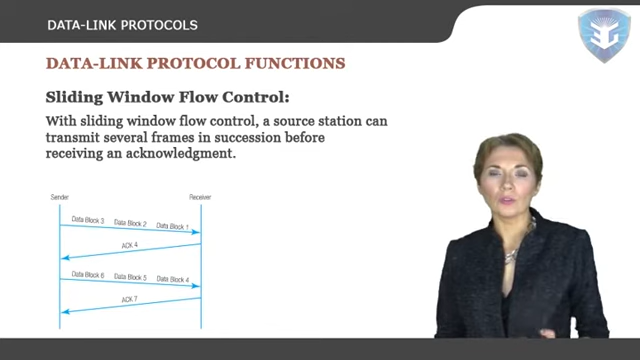 DATA-LINK PROTOCOLS
DATA-LINK PROTOCOL FUNCTIONS
Sliding Window Flow Control:
With sliding window flow control, a source station can
transmit several frames in succession before
receiving an acknowledgment.
Sender Receiver
Data Block 3 Data Block 2 Data Block 1
ACK 4
Data Block 6 Data Block 5 Data Block 4
ACK 7